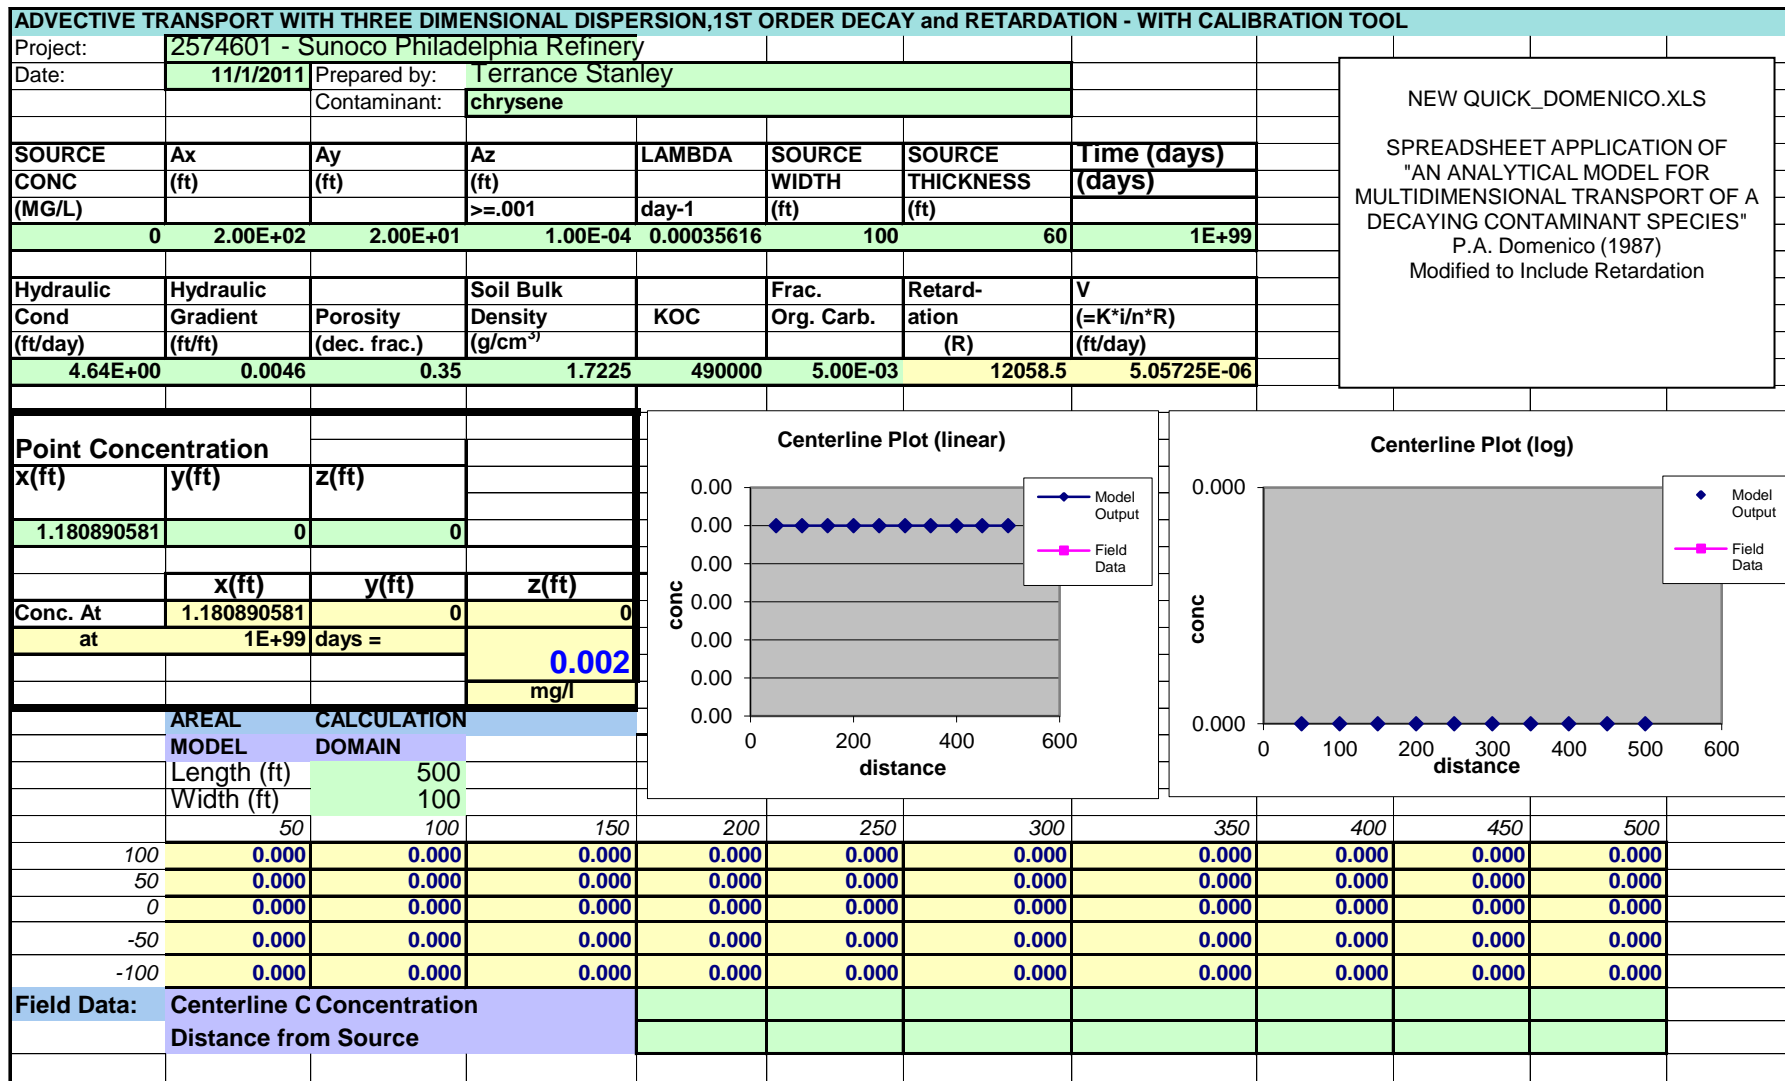 ADVECTIVE TRANSPORT WITH THREE DIMENSIONAL DISPERSION,1ST ORDER DECAY and RETARDATION - WITH CALIBRATION TOOL
Project: 2574601 - Sunoco Philadelphia Refinery
Date: 11/1/2011 Prepared by: Terrance Stanley
Contaminant: chrysene
NEW QUICK_DOMENICO.XLS
SPREADSHEET APPLICATION OF
"AN ANALYTICAL MODEL FOR
MULTIDIMENSIONAL TRANSPORT OF A
DECAYING CONTAMINANT SPECIES"
P.A. Domenico (1987)
Modified to Include Retardation
SOURCE Ax Ay Az LAMBDA SOURCE SOURCE Time (days)
CONC (ft) (ft) (ft) WIDTH THICKNESS (days)
(MG/L) >=.001 day-1 (ft) (ft)
0 2.00E+02 2.00E+01 1.00E-04 0.00035616 100 60 1E+99
Hydraulic Hydraulic Soil Bulk Frac. Retard- V
Cond Gradient Porosity Density KOC Org. Carb. ation (=K*i/n*R)
(ft/day) (ft/ft) (dec. frac.) (g/cm3) (R) (ft/day)
4.64E+00 0.0046 0.35 1.7225 490000 5.00E-03 12058.5 5.05725E-06
Point Concentration
x(ft) y(ft) z(ft)
1.180890581 0 0
x(ft) y(ft) z(ft)
Conc. At 1.180890581 0 0
at 1E+99 days =
0.002
mg/l
Centerline Plot (linear)
0.00
0.00
0.00
0.00
0.00
0.00
0.00
conc
0 200 400 600
distance
Model
Output
Field
Data
Centerline Plot (log)
0.000
0.000
conc
0 100 200 300 400 500 600
distance
Model
Output
Field
Data
AREAL CALCULATION
MODEL DOMAIN
Length (ft) 500
Width (ft) 100
50 100 150 200 250 300 350 400 450 500
100 0.000 0.000 0.000 0.000 0.000 0.000 0.000 0.000 0.000 0.000
50 0.000 0.000 0.000 0.000 0.000 0.000 0.000 0.000 0.000 0.000
0 0.000 0.000 0.000 0.000 0.000 0.000 0.000 0.000 0.000 0.000
-50 0.000 0.000 0.000 0.000 0.000 0.000 0.000 0.000 0.000 0.000
-100 0.000 0.000 0.000 0.000 0.000 0.000 0.000 0.000 0.000 0.000
Field Data: Centerline C Concentration
Distance from Source